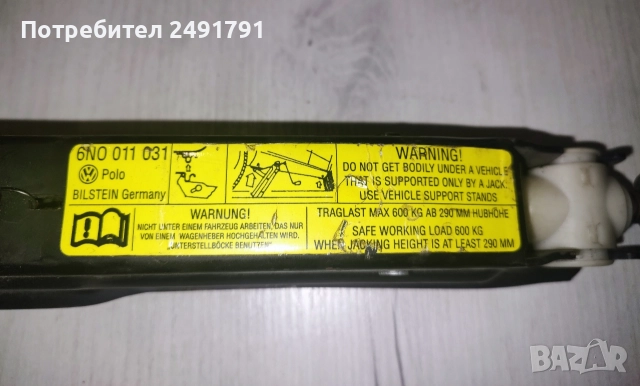 Потребител 2491791
6N0 011 031
Polo
BILSTEIN Germany
WARNING!
DO NOT GET BODILY UNDER A VEHICLE
THAT IS SUPPORTED ONLY BY A JACK.
USE VEHICLE SUPPORT STANDS
WARNUNG!
NICHT UNTER EINEM FAHRZEUG ARBEITEN, DAS NUR
VON EINEM WAGENHEBER HOCHGEHALTEN WIRD.
UNTERSTELLBÖCKE BENUTZEN
TRAGLAST MAX 600 KG AB 290 MM HUBHÖHE
SAFE WORKING LOAD 600 KG
WHEN JACKING HEIGHT IS AT LEAST 290 MM
BAZAR